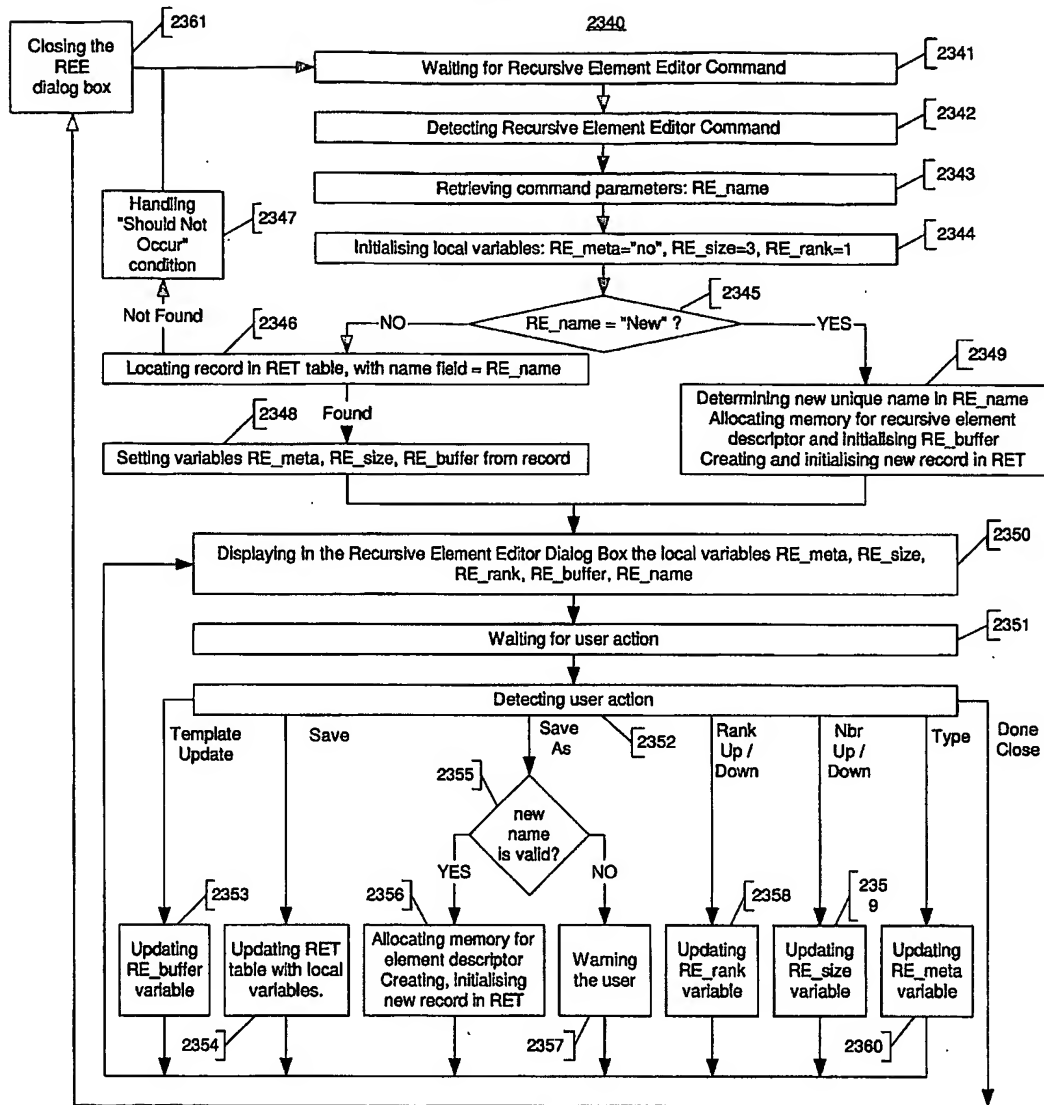 2340
2361
Closing the
REE
dialog box
2341
Waiting for Recursive Element Editor Command
2342
Detecting Recursive Element Editor Command
2343
Retrieving command parameters: RE_name
Handling
"Should Not
Occur"
condition
2347
2344
Initialising local variables: RE_meta="no", RE_size=3, RE_rank=1
2345
RE_name = "New" ?
NO
YES
Not Found
2346
Locating record in RET table, with name field = RE_name
2349
Determining new unique name in RE_name
Allocating memory for recursive element
descriptor and initialising RE_buffer
Creating and initialising new record in RET
2348
Found
Setting variables RE_meta, RE_size, RE_buffer from record
2350
Displaying in the Recursive Element Editor Dialog Box the local variables RE_meta, RE_size,
RE_rank, RE_buffer, RE_name
2351
Waiting for user action
Detecting user action
2352
Template
Update
Save
Save
As
Rank
Up /
Down
Nbr
Up /
Down
Type
Done
Close
2355
new
name
is valid?
YES
NO
2353
Updating
RE_buffer
variable
Updating RET
table with local
variables.
2354
2356
Allocating memory for
element descriptor
Creating, Initialising
new record in RET
Warning
the user
2357
2358
Updating
RE_rank
variable
235
9
Updating
RE_size
variable
Updating
RE_meta
variable
2360